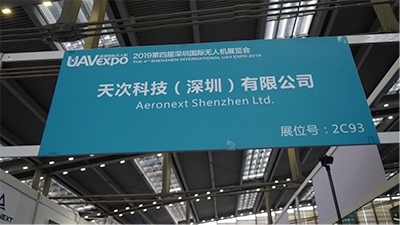 UAVEXPO 2019第四届深圳国际无人机展览会
THE 4TH SHENZHEN INTERNATIONAL UAV EXPO 2019
天次科技（深圳）有限公司
Aeronext Shenzhen Ltd.
展位号：2C93